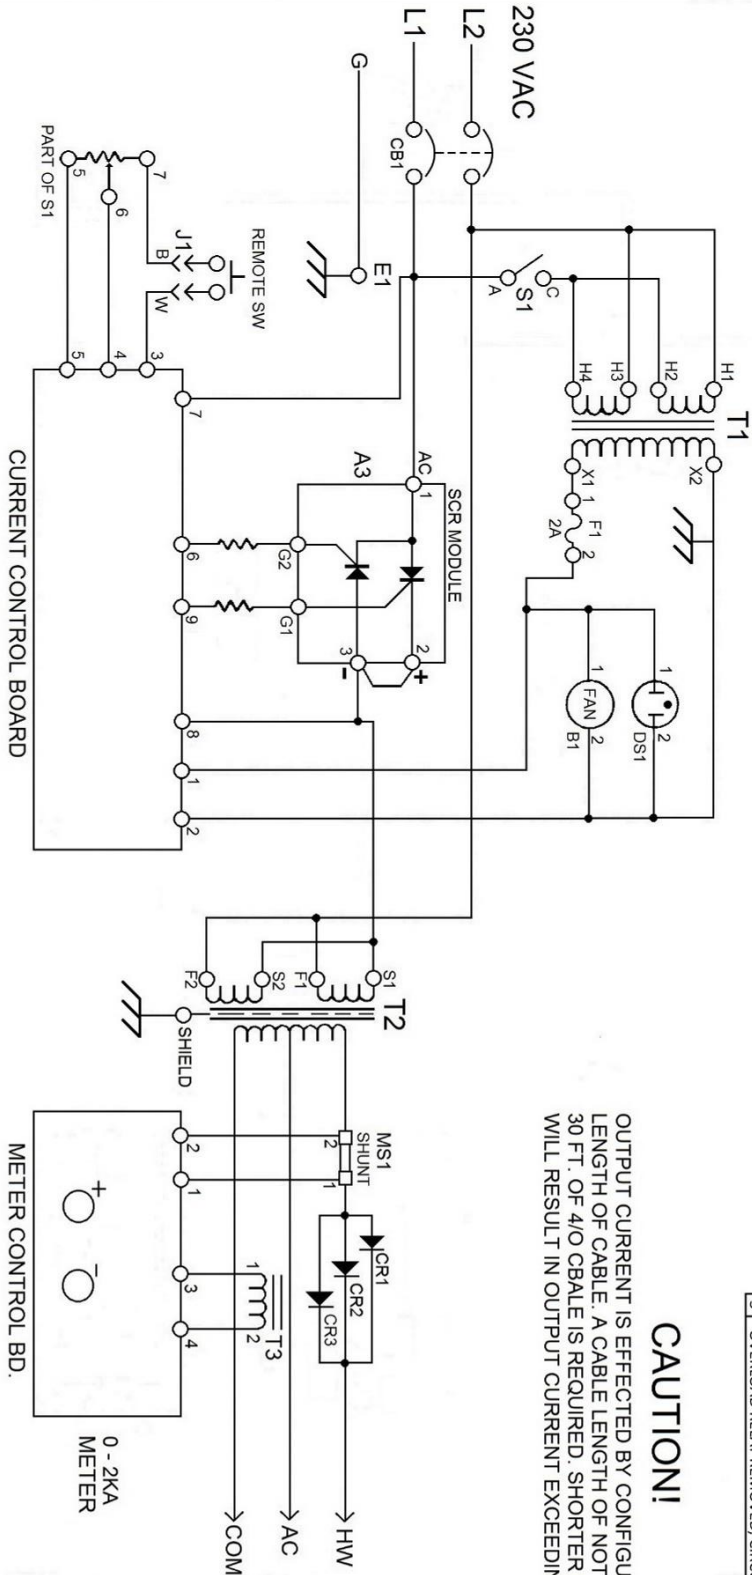 230 VAC
L2
L1
CB1
G
E1
S1
A
C
H1
H2
H3
H4
T1
X2
X1
1
F1
2A
2
1
DS1
2
1
FAN
2
B1
REMOTE SW
J1
B
W
7
6
5
PART OF S1
SCR MODULE
A3
AC
1
2
+
3
-
G2
G1
3
4
5
7
6
9
8
1
2
CURRENT CONTROL BOARD
S1
F1
S2
F2
T2
SHIELD
MS1
SHUNT
2
1
CR1
CR2
CR3
HW
AC
COM
T3
1
2
2
1
3
4
+
-
METER CONTROL BD.
0 - 2KA
METER
CAUTION!
OUTPUT CURRENT IS EFFECTED BY CONFIGU
LENGTH OF CABLE. A CABLE LENGTH OF NOT
30 FT. OF 4/O CBALE IS REQUIRED. SHORTER
WILL RESULT IN OUTPUT CURRENT EXCEEDIN